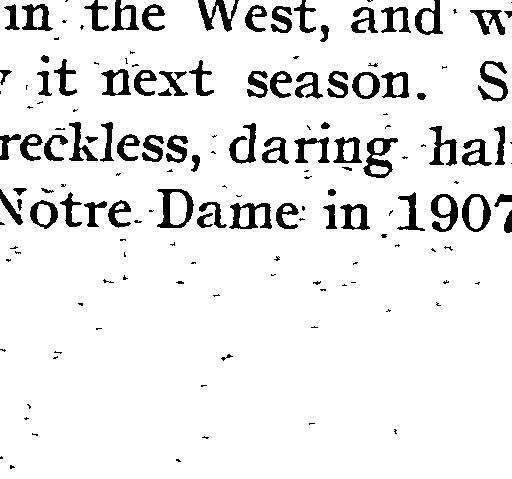 in the West, and
it next season. S
reckless, daring hal
Notre Dame in 1907